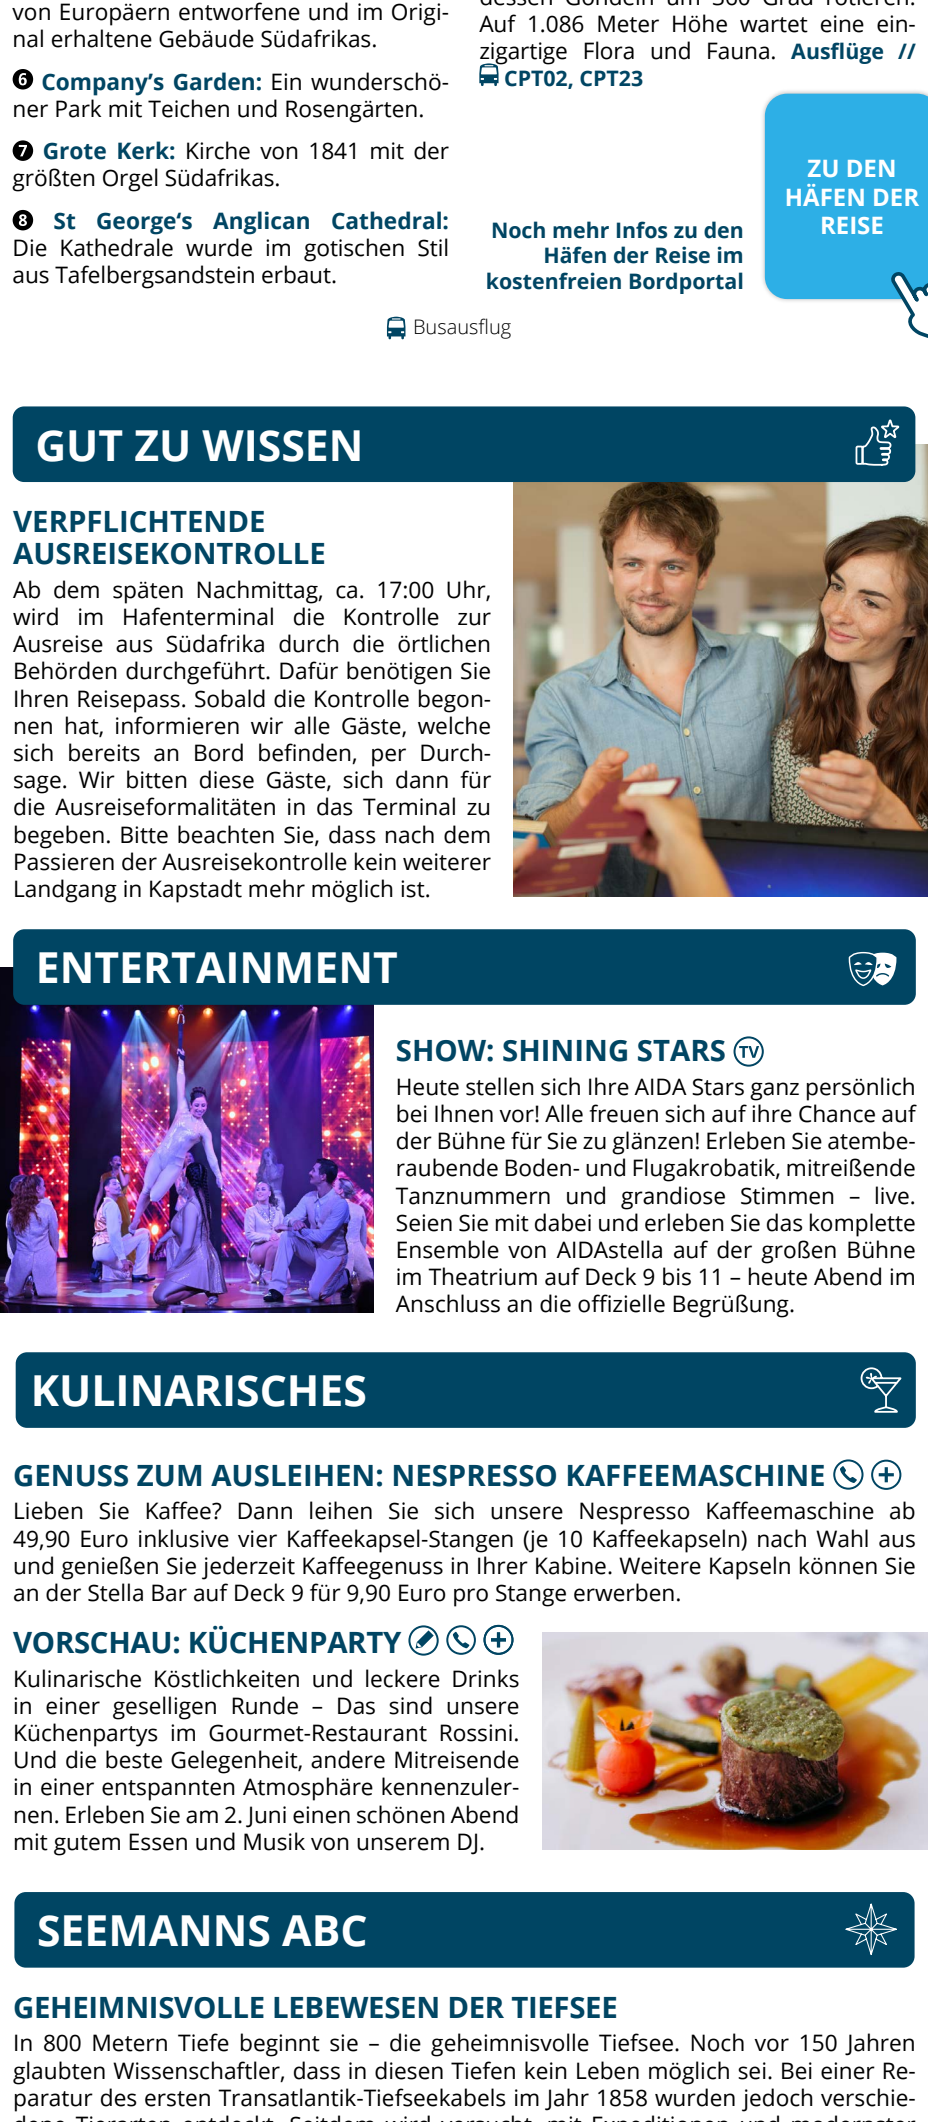 von Europäern entworfene und im Origi-
nal erhaltene Gebäude Südafrikas.
6 Company's Garden: Ein wunderschö-
ner Park mit Teichen und Rosengärten.
7 Grote Kerk: Kirche von 1841 mit der
größten Orgel Südafrikas.
8 St George‘s Anglican Cathedral:
Die Kathedrale wurde im gotischen Stil
aus Tafelbergsandstein erbaut.
dessen Gondeln um 360 Grad rotieren.
Auf 1.086 Meter Höhe wartet eine ein-
zigartige Flora und Fauna. Ausflüge //
CPT02, CPT23
Noch mehr Infos zu den
Häfen der Reise im
kostenfreien Bordportal
ZU DEN
HÄFEN DER
REISE
Busausflug
GUT ZU WISSEN
VERPFLICHTENDE
AUSREISEKONTROLLE
Ab dem späten Nachmittag, ca. 17:00 Uhr,
wird im Hafenterminal die Kontrolle zur
Ausreise aus Südafrika durch die örtlichen
Behörden durchgeführt. Dafür benötigen Sie
Ihren Reisepass. Sobald die Kontrolle begon-
nen hat, informieren wir alle Gäste, welche
sich bereits an Bord befinden, per Durch-
sage. Wir bitten diese Gäste, sich dann für
die Ausreiseformalitäten in das Terminal zu
begeben. Bitte beachten Sie, dass nach dem
Passieren der Ausreisekontrolle kein weiterer
Landgang in Kapstadt mehr möglich ist.
ENTERTAINMENT
SHOW: SHINING STARS TV
Heute stellen sich Ihre AIDA Stars ganz persönlich
bei Ihnen vor! Alle freuen sich auf ihre Chance auf
der Bühne für Sie zu glänzen! Erleben Sie atembe-
raubende Boden- und Flugakrobatik, mitreißende
Tanznummern und grandiose Stimmen – live.
Seien Sie mit dabei und erleben Sie das komplette
Ensemble von AIDAstella auf der großen Bühne
im Theatrium auf Deck 9 bis 11 – heute Abend im
Anschluss an die offizielle Begrüßung.
KULINARISCHES
GENUSS ZUM AUSLEIHEN: NESPRESSO KAFFEEMASCHINE
Lieben Sie Kaffee? Dann leihen Sie sich unsere Nespresso Kaffeemaschine ab
49,90 Euro inklusive vier Kaffeekapsel-Stangen (je 10 Kaffeekapseln) nach Wahl aus
und genießen Sie jederzeit Kaffeegenuss in Ihrer Kabine. Weitere Kapseln können Sie
an der Stella Bar auf Deck 9 für 9,90 Euro pro Stange erwerben.
VORSCHAU: KÜCHENPARTY
Kulinarische Köstlichkeiten und leckere Drinks
in einer geselligen Runde – Das sind unsere
Küchenpartys im Gourmet-Restaurant Rossini.
Und die beste Gelegenheit, andere Mitreisende
in einer entspannten Atmosphäre kennenzuler-
nen. Erleben Sie am 2. Juni einen schönen Abend
mit gutem Essen und Musik von unserem DJ.
SEEMANNS ABC
GEHEIMNISVOLLE LEBEWESEN DER TIEFSEE
In 800 Metern Tiefe beginnt sie – die geheimnisvolle Tiefsee. Noch vor 150 Jahren
glaubten Wissenschaftler, dass in diesen Tiefen kein Leben möglich sei. Bei einer Re-
paratur des ersten Transatlantik-Tiefseekabels im Jahr 1858 wurden jedoch verschie-
dene Tierarten entdeckt. Seitdem wird versucht, mit Expeditionen und modernster